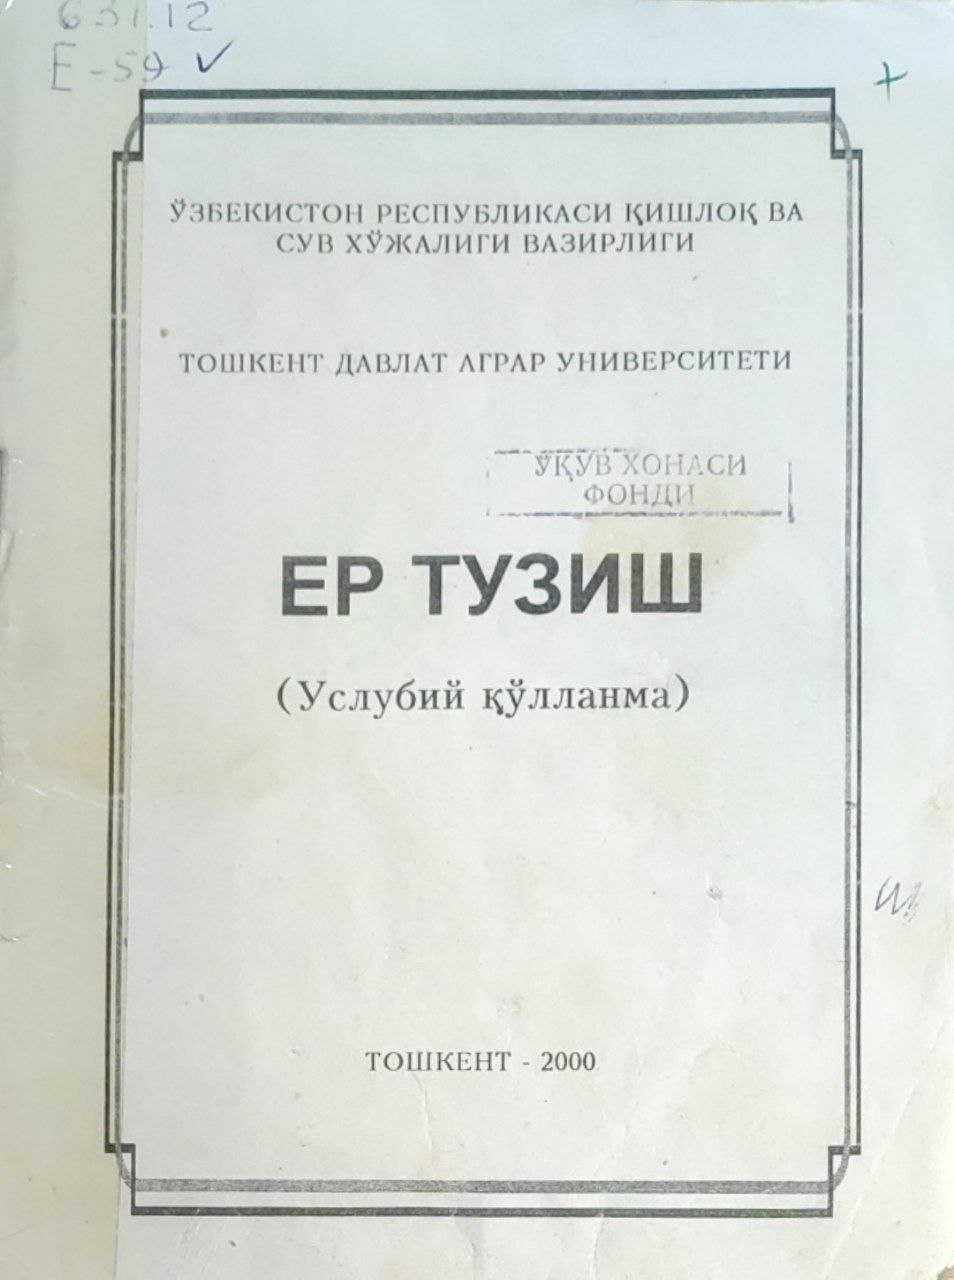 631.12
Е-59 ✓
+
ЎЗБЕКИСТОН РЕСПУБЛИКАСИ ҚИШЛОҚ ВА
СУВ ХЎЖАЛИГИ ВАЗИРЛИГИ
ТОШКЕНТ ДАВЛАТ АГРАР УНИВЕРСИТЕТИ
ЎҚУВ ХОНАСИ
ФОНДИ
ЕР ТУЗИШ
(Услубий қўлланма)
ТОШКЕНТ - 2000